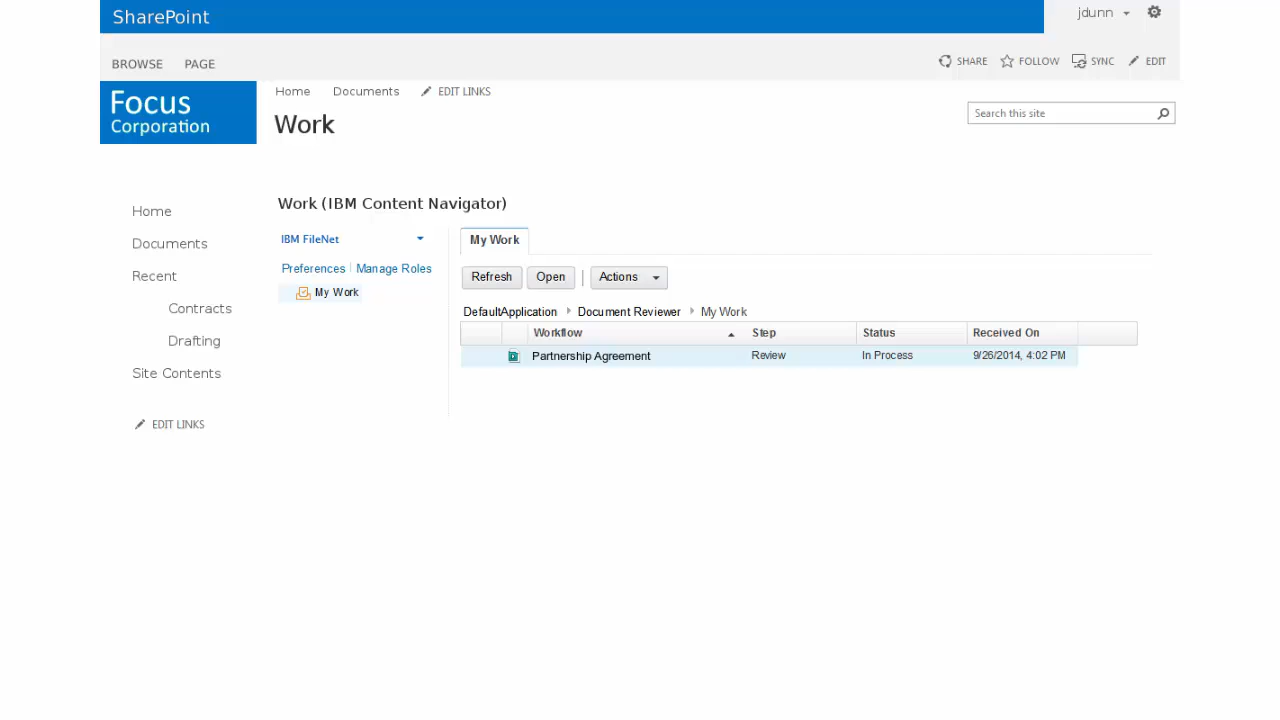 SharePoint
jdunn
BROWSE PAGE
SHARE FOLLOW SYNC EDIT
Focus
Corporation
Home Documents EDIT LINKS
Work
Search this site
Home
Documents
Recent
Contracts
Drafting
Site Contents
EDIT LINKS
Work (IBM Content Navigator)
IBM FileNet
Preferences Manage Roles
My Work
My Work
Refresh Open Actions
DefaultApplication Document Reviewer My Work
Workflow Step Status Received On
Partnership Agreement Review In Process 9/26/2014, 4:02 PM